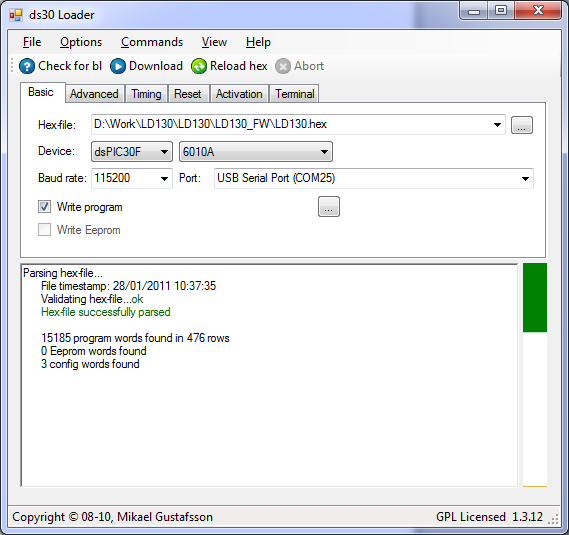 ds30 Loader
File Options Commands View Help
Check for bl Download Reload hex Abort
Basic Advanced Timing Reset Activation Terminal
Hex-file: D:\Work\LD130\LD130\LD130_FW\LD130.hex ...
Device: dsPIC30F 6010A
Baud rate: 115200 Port: USB Serial Port (COM25)
Write program ...
Write Eeprom
Parsing hex-file...
File timestamp: 28/01/2011 10:37:35
Validating hex-file...ok
Hex-file successfully parsed
15185 program words found in 476 rows
0 Eeprom words found
3 config words found
Copyright © 08-10, Mikael Gustafsson GPL Licensed 1.3.12